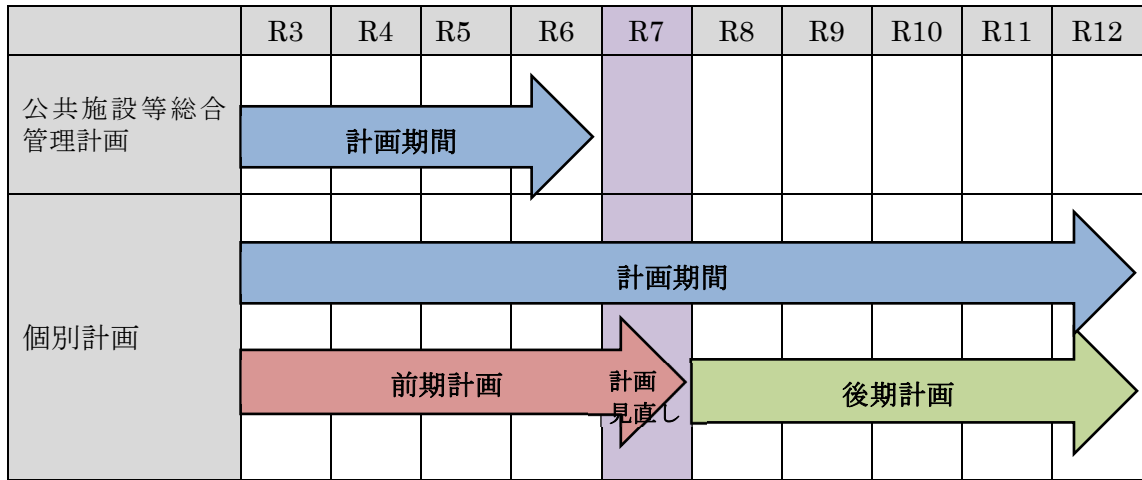 R3 R4 R5 R6 R7 R8 R9 R10 R11 R12
公共施設等総合
管理計画
計画期間
個別計画
計画期間
前期計画
計画
見直し
後期計画